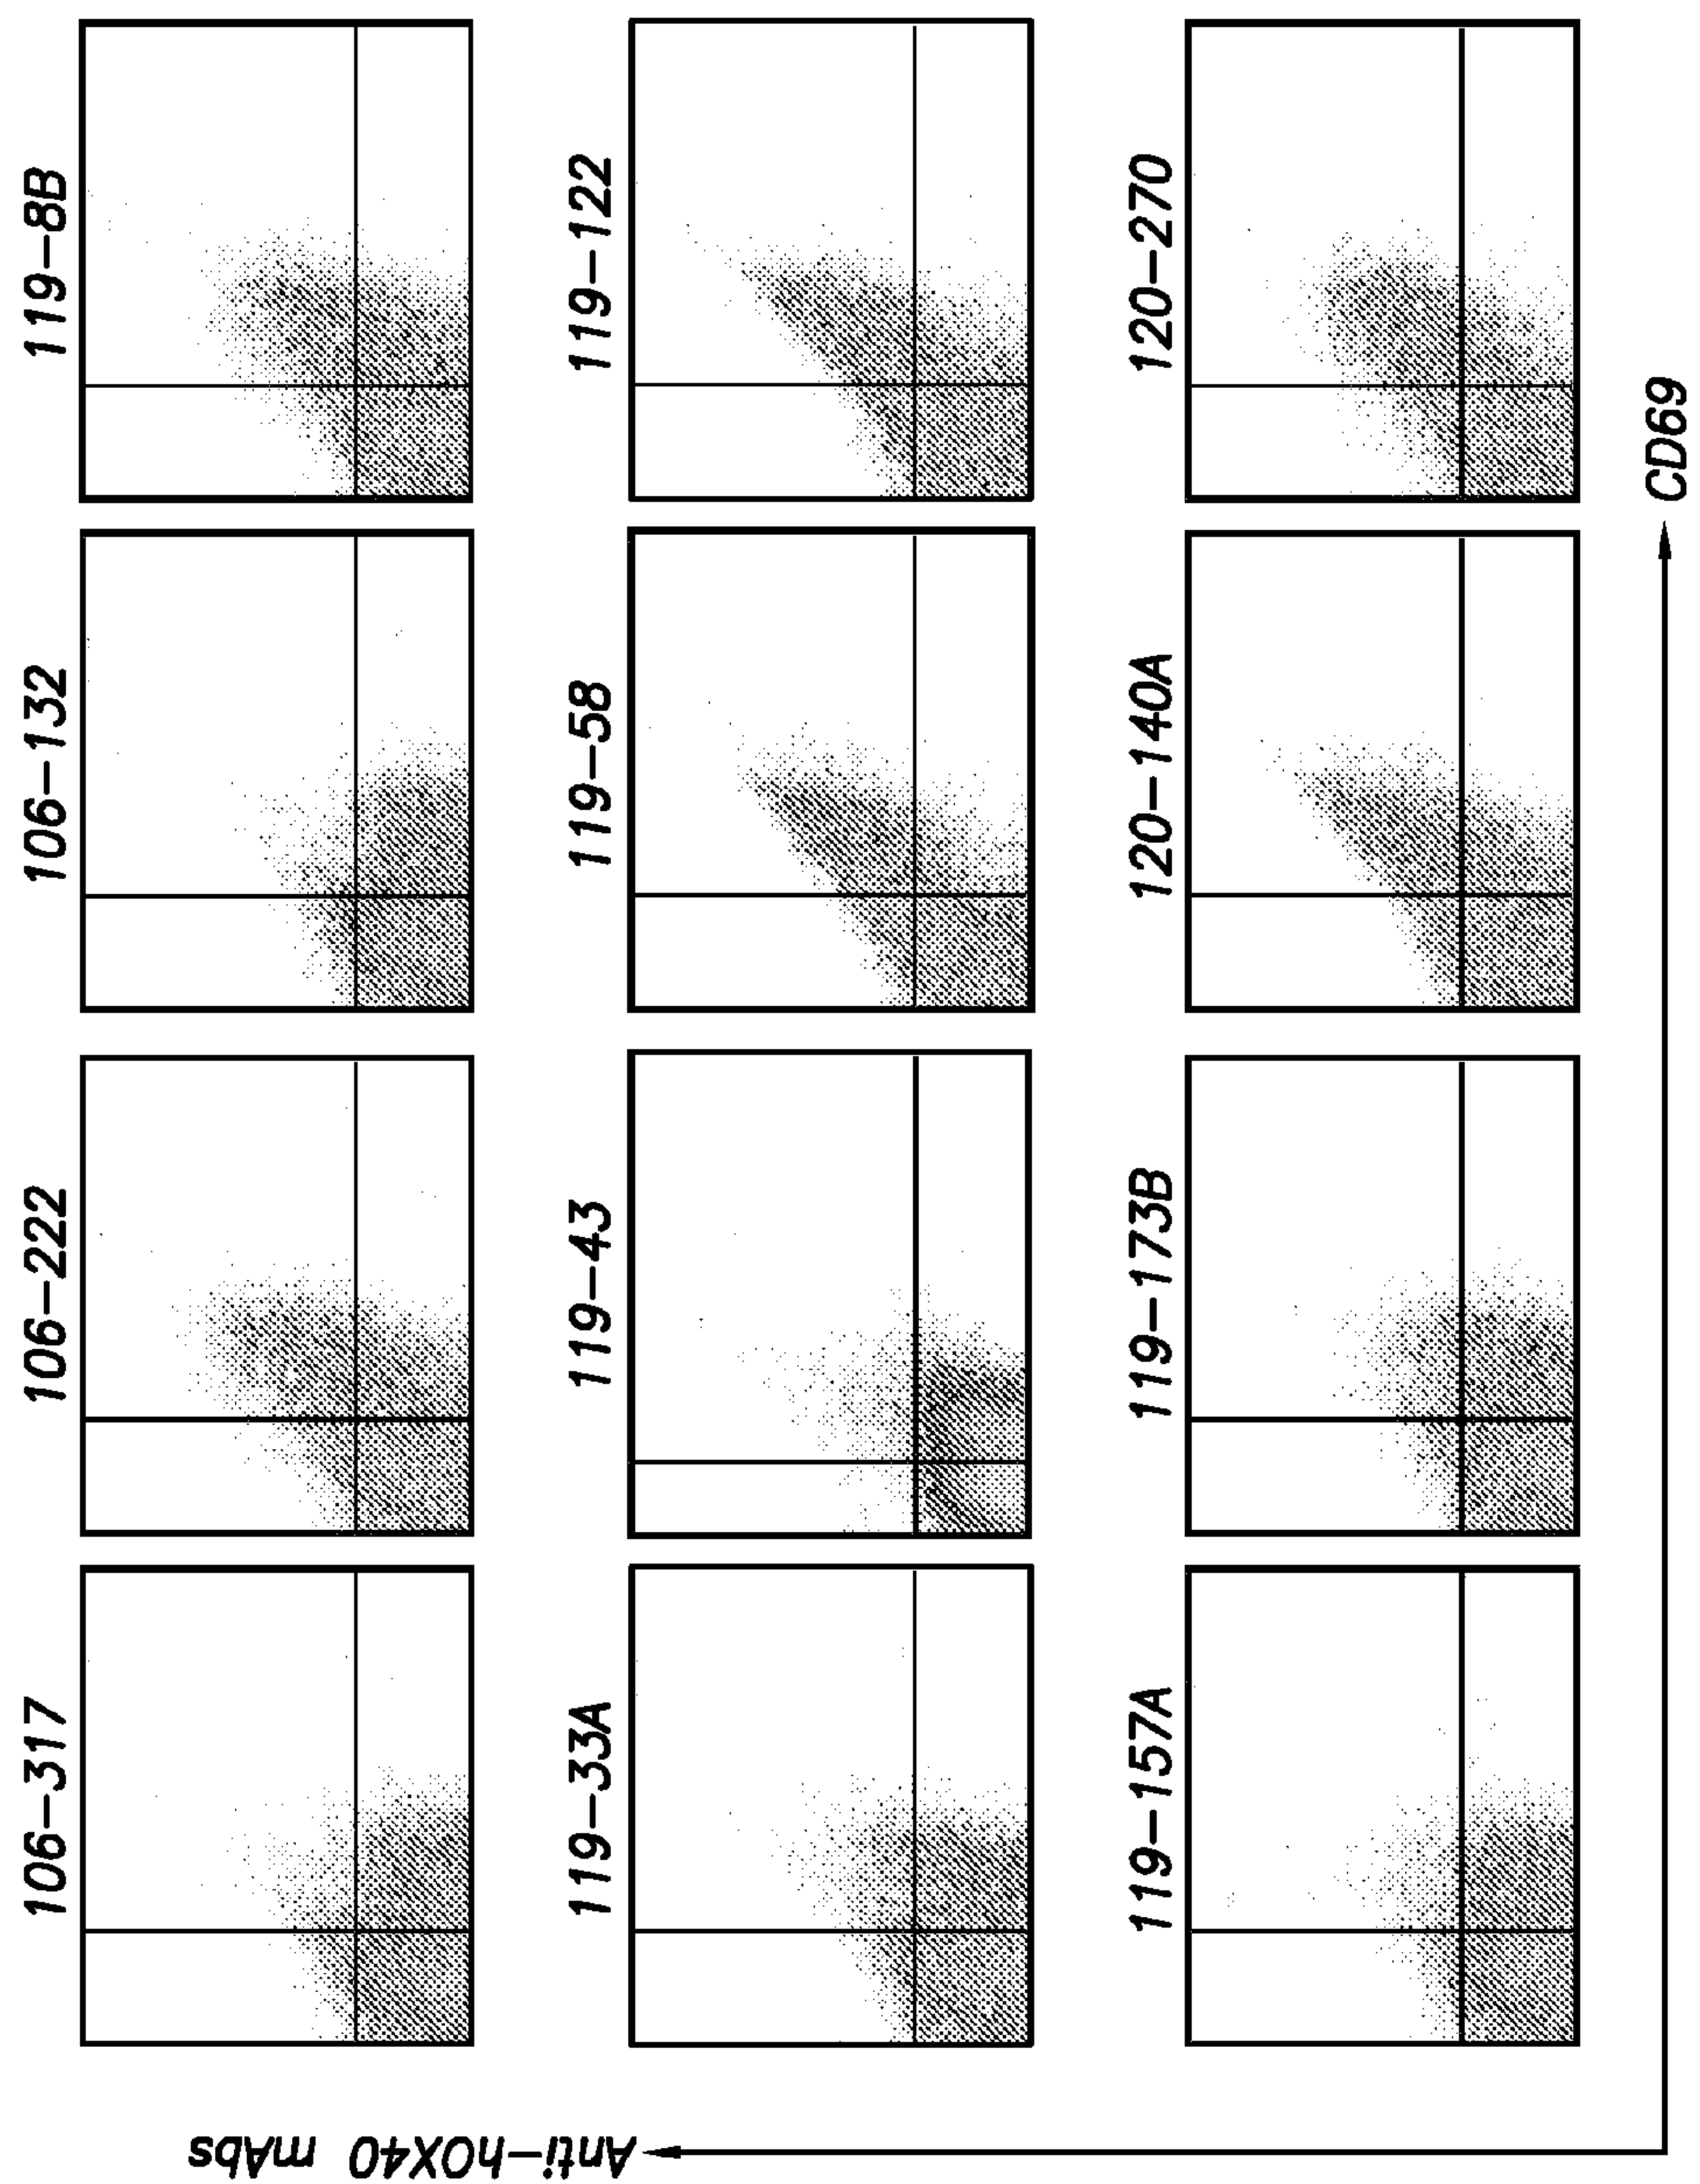 106-317
106-222
106-132
119-8B
119-33A
119-43
119-58
119-122
119-157A
119-173B
120-140A
120-270
Anti-hOX40 mAbs
CD69